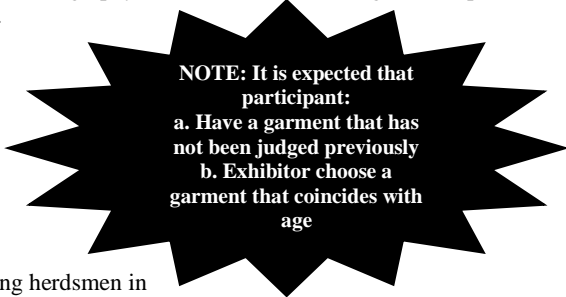 NOTE: It is expected that
participant:
a. Have a garment that has
not been judged previously
b. Exhibitor choose a
garment that coincides with
age
ng herdsmen in